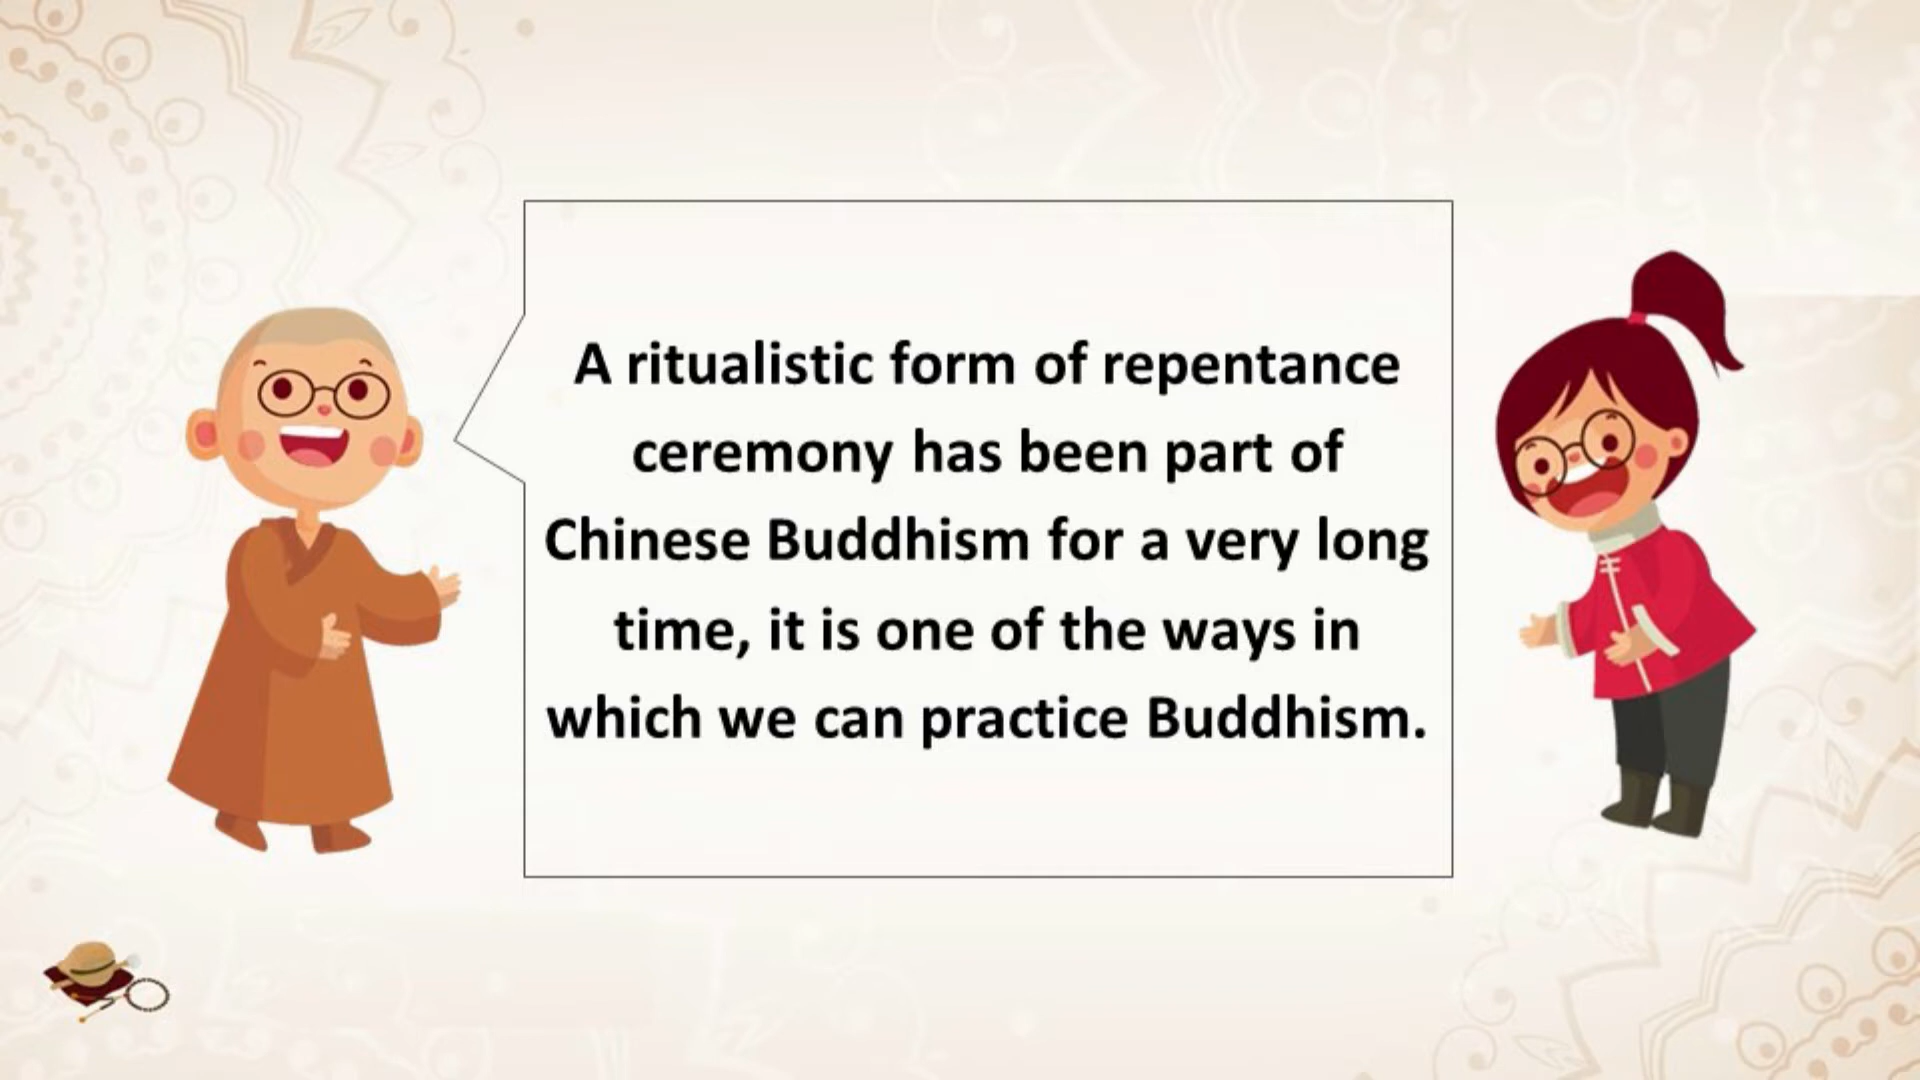 A ritualistic form of repentance
ceremony has been part of
Chinese Buddhism for a very long
time, it is one of the ways in
which we can practice Buddhism.